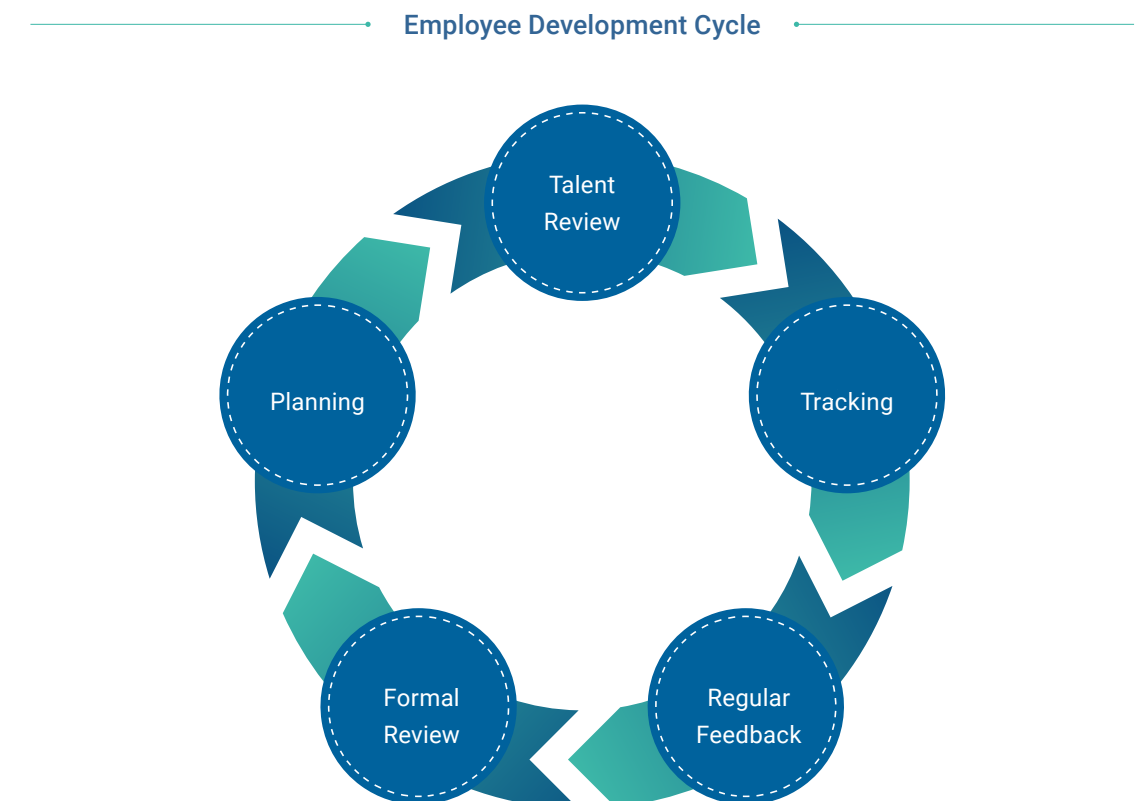 Employee Development Cycle
Talent
Review
Planning
Tracking
Formal
Review
Regular
Feedback